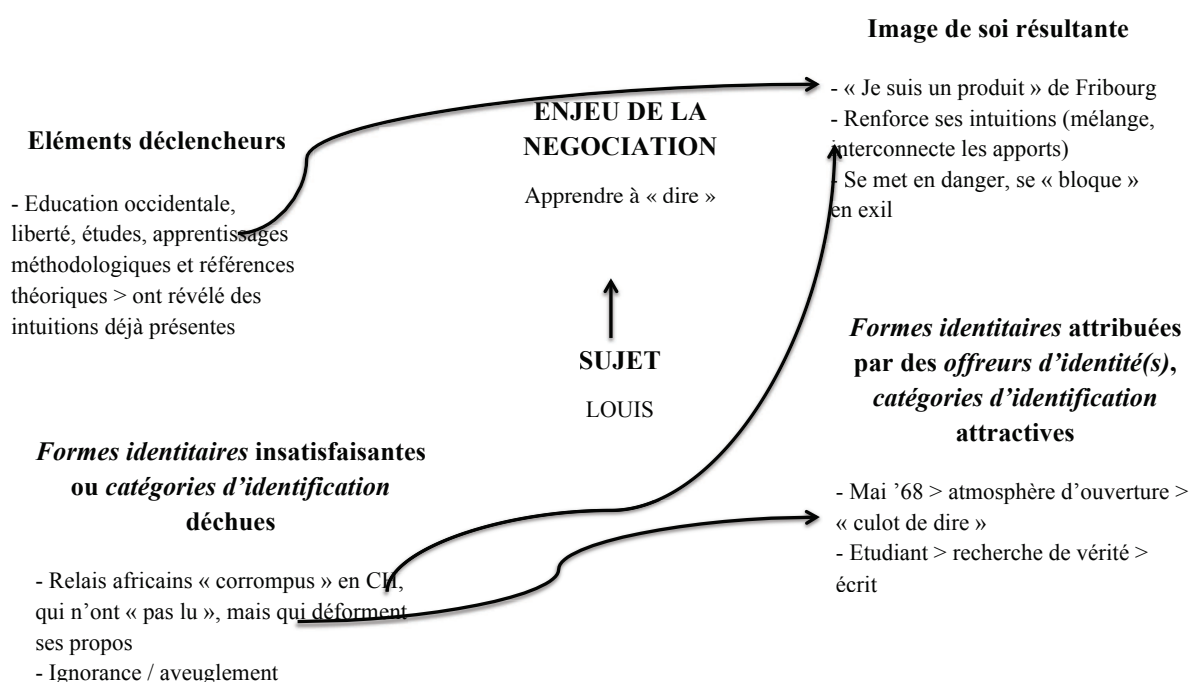 Image de soi résultante
- « Je suis un produit » de Fribourg
- Renforce ses intuitions (mélange,
interconnecte les apports)
- Se met en danger, se « bloque »
en exil
ENJEU DE LA
NEGOCIATION
Apprendre à « dire »
Eléments déclencheurs
- Education occidentale,
liberté, études, apprentissages
méthodologiques et références
théoriques > ont révélé des
intuitions déjà présentes
SUJET
LOUIS
Formes identitaires attribuées
par des offreurs d’identité(s),
catégories d’identification
attractives
- Mai ’68 > atmosphère d’ouverture >
« culot de dire »
- Etudiant > recherche de vérité >
écrit
Formes identitaires insatisfaisantes
ou catégories d’identification
déchues
- Relais africains « corrompus » en CH,
qui n’ont « pas lu », mais qui déforment
ses propos
- Ignorance / aveuglement